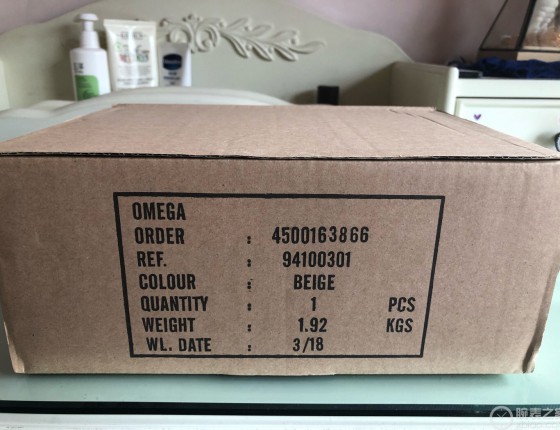 OMEGA
ORDER : 4500163866
REF. : 94100301
COLOUR : BEIGE
QUANTITY : 1 PCS
WEIGHT : 1.92 KGS
WL. DATE : 3/18